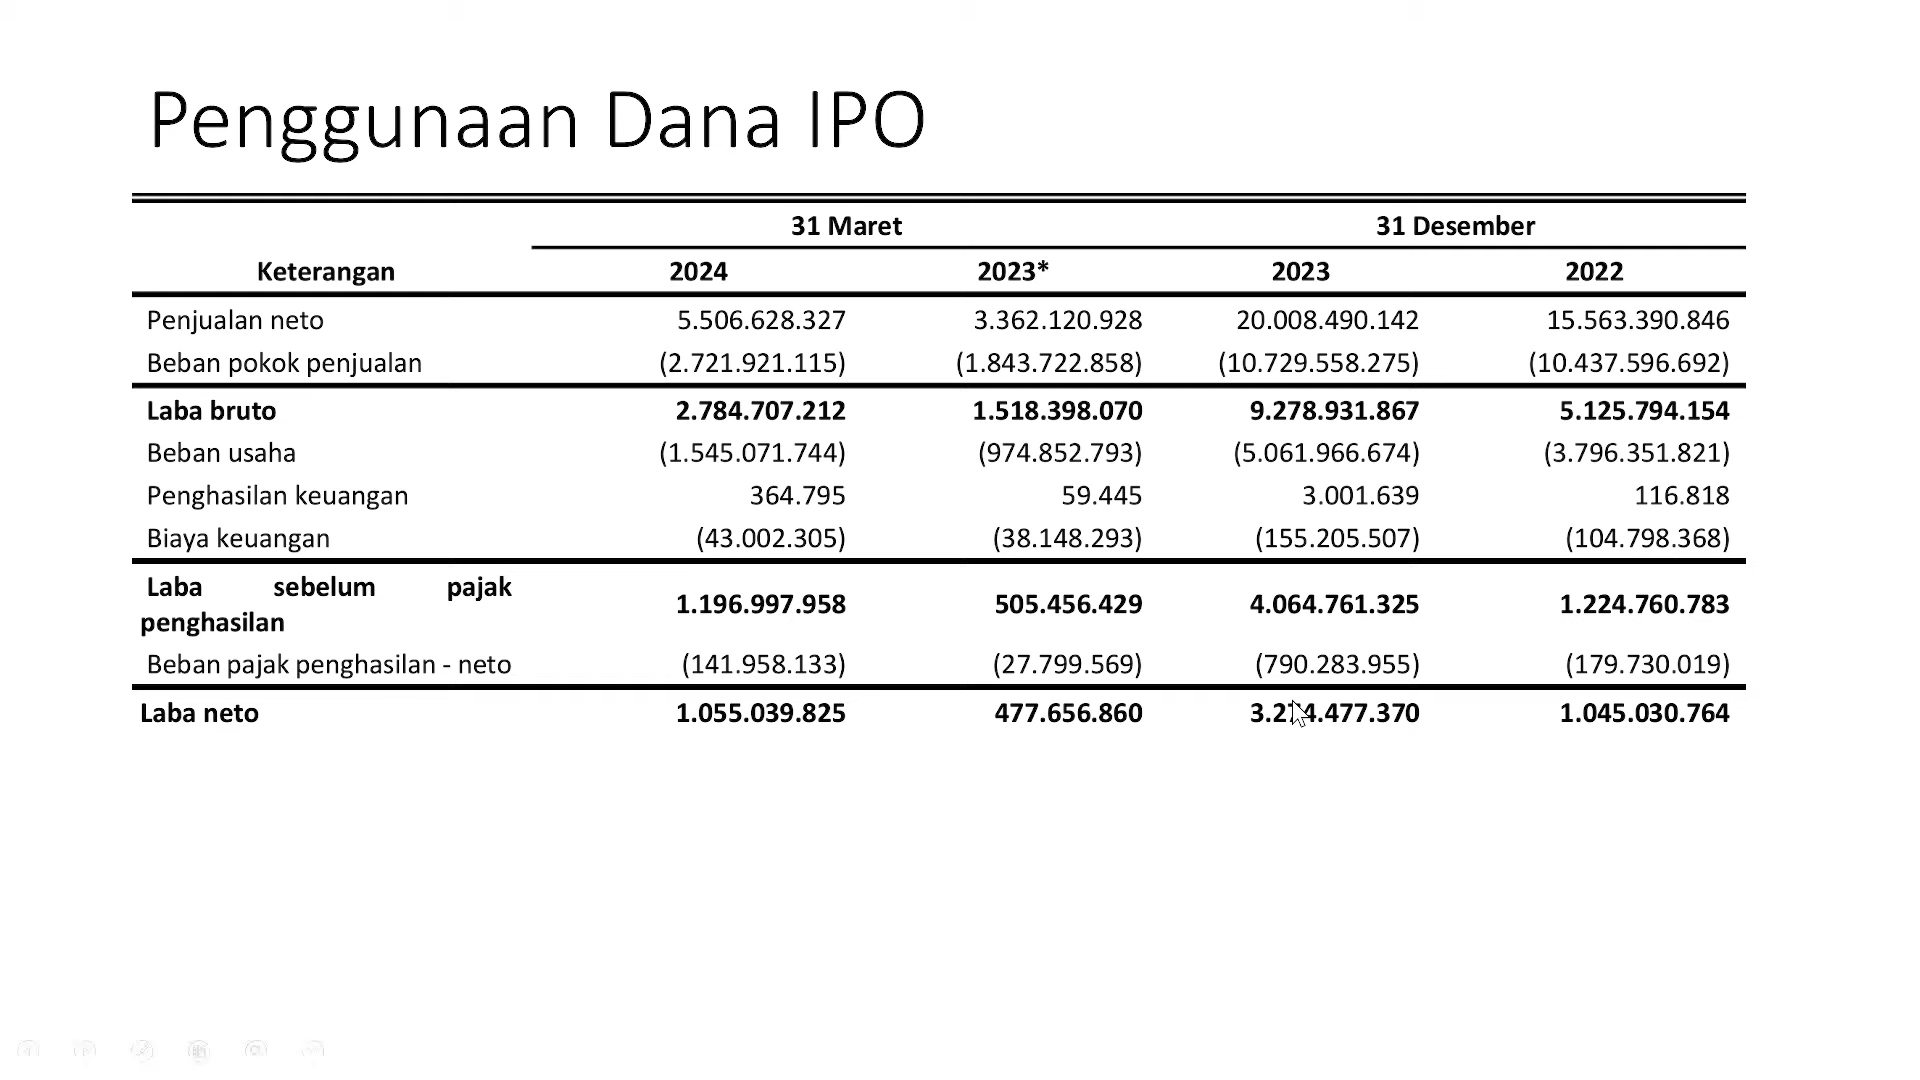 Penggunaan Dana IPO
31 Maret 31 Desember
Keterangan 2024 2023* 2023 2022
Penjualan neto 5.506.628.327 3.362.120.928 20.008.490.142 15.563.390.846
Beban pokok penjualan (2.721.921.115) (1.843.722.858) (10.729.558.275) (10.437.596.692)
Laba bruto 2.784.707.212 1.518.398.070 9.278.931.867 5.125.794.154
Beban usaha (1.545.071.744) (974.852.793) (5.061.966.674) (3.796.351.821)
Penghasilan keuangan 364.795 59.445 3.001.639 116.818
Biaya keuangan (43.002.305) (38.148.293) (155.205.507) (104.798.368)
Laba sebelum pajak
penghasilan 1.196.997.958 505.456.429 4.064.761.325 1.224.760.783
Beban pajak penghasilan - neto (141.958.133) (27.799.569) (790.283.955) (179.730.019)
Laba neto 1.055.039.825 477.656.860 3.274.477.370 1.045.030.764